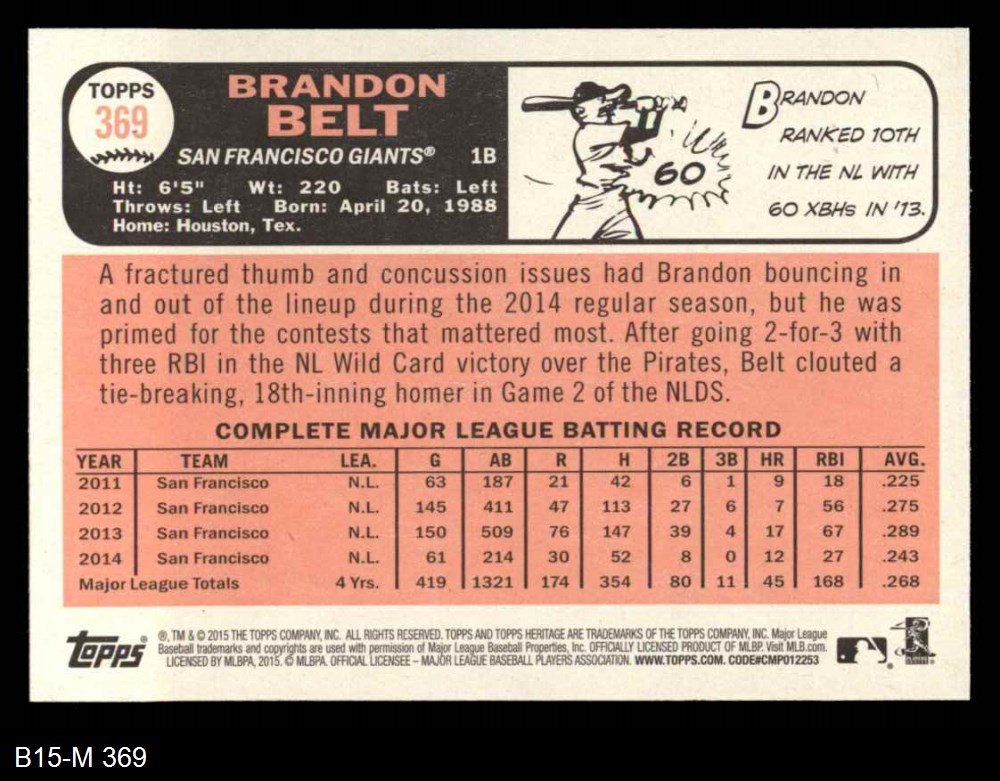 TOPPS
369
BRANDON
BELT
SAN FRANCISCO GIANTS® 1B
Ht: 6'5" Wt: 220 Bats: Left
Throws: Left Born: April 20, 1988
Home: Houston, Tex.
60
BRANDON
RANKED 10TH
IN THE NL WITH
60 XBHs IN '13.
A fractured thumb and concussion issues had Brandon bouncing in
and out of the lineup during the 2014 regular season, but he was
primed for the contests that mattered most. After going 2-for-3 with
three RBI in the NL Wild Card victory over the Pirates, Belt clouted a
tie-breaking, 18th-inning homer in Game 2 of the NLDS.
COMPLETE MAJOR LEAGUE BATTING RECORD
YEAR TEAM LEA. G AB R H 2B 3B HR RBI AVG.
2011 San Francisco N.L. 63 187 21 42 6 1 9 18 .225
2012 San Francisco N.L. 145 411 47 113 27 6 7 56 .275
2013 San Francisco N.L. 150 509 76 147 39 4 17 67 .289
2014 San Francisco N.L. 61 214 30 52 8 0 12 27 .243
Major League Totals 4 Yrs. 419 1321 174 354 80 11 45 168 .268
Topps®
®, TM & © 2015 THE TOPPS COMPANY, INC. ALL RIGHTS RESERVED. TOPPS AND TOPPS HERITAGE ARE TRADEMARKS OF THE TOPPS COMPANY, INC. Major League
Baseball trademarks and copyrights are used with permission of Major League Baseball Properties, Inc. OFFICIALLY LICENSED PRODUCT OF MLBP. Visit MLB.com.
LICENSED BY MLBPA, 2015. © MLBPA. OFFICIAL LICENSEE – MAJOR LEAGUE BASEBALL PLAYERS ASSOCIATION. WWW.TOPPS.COM. CODE#CMP012253
B15-M 369